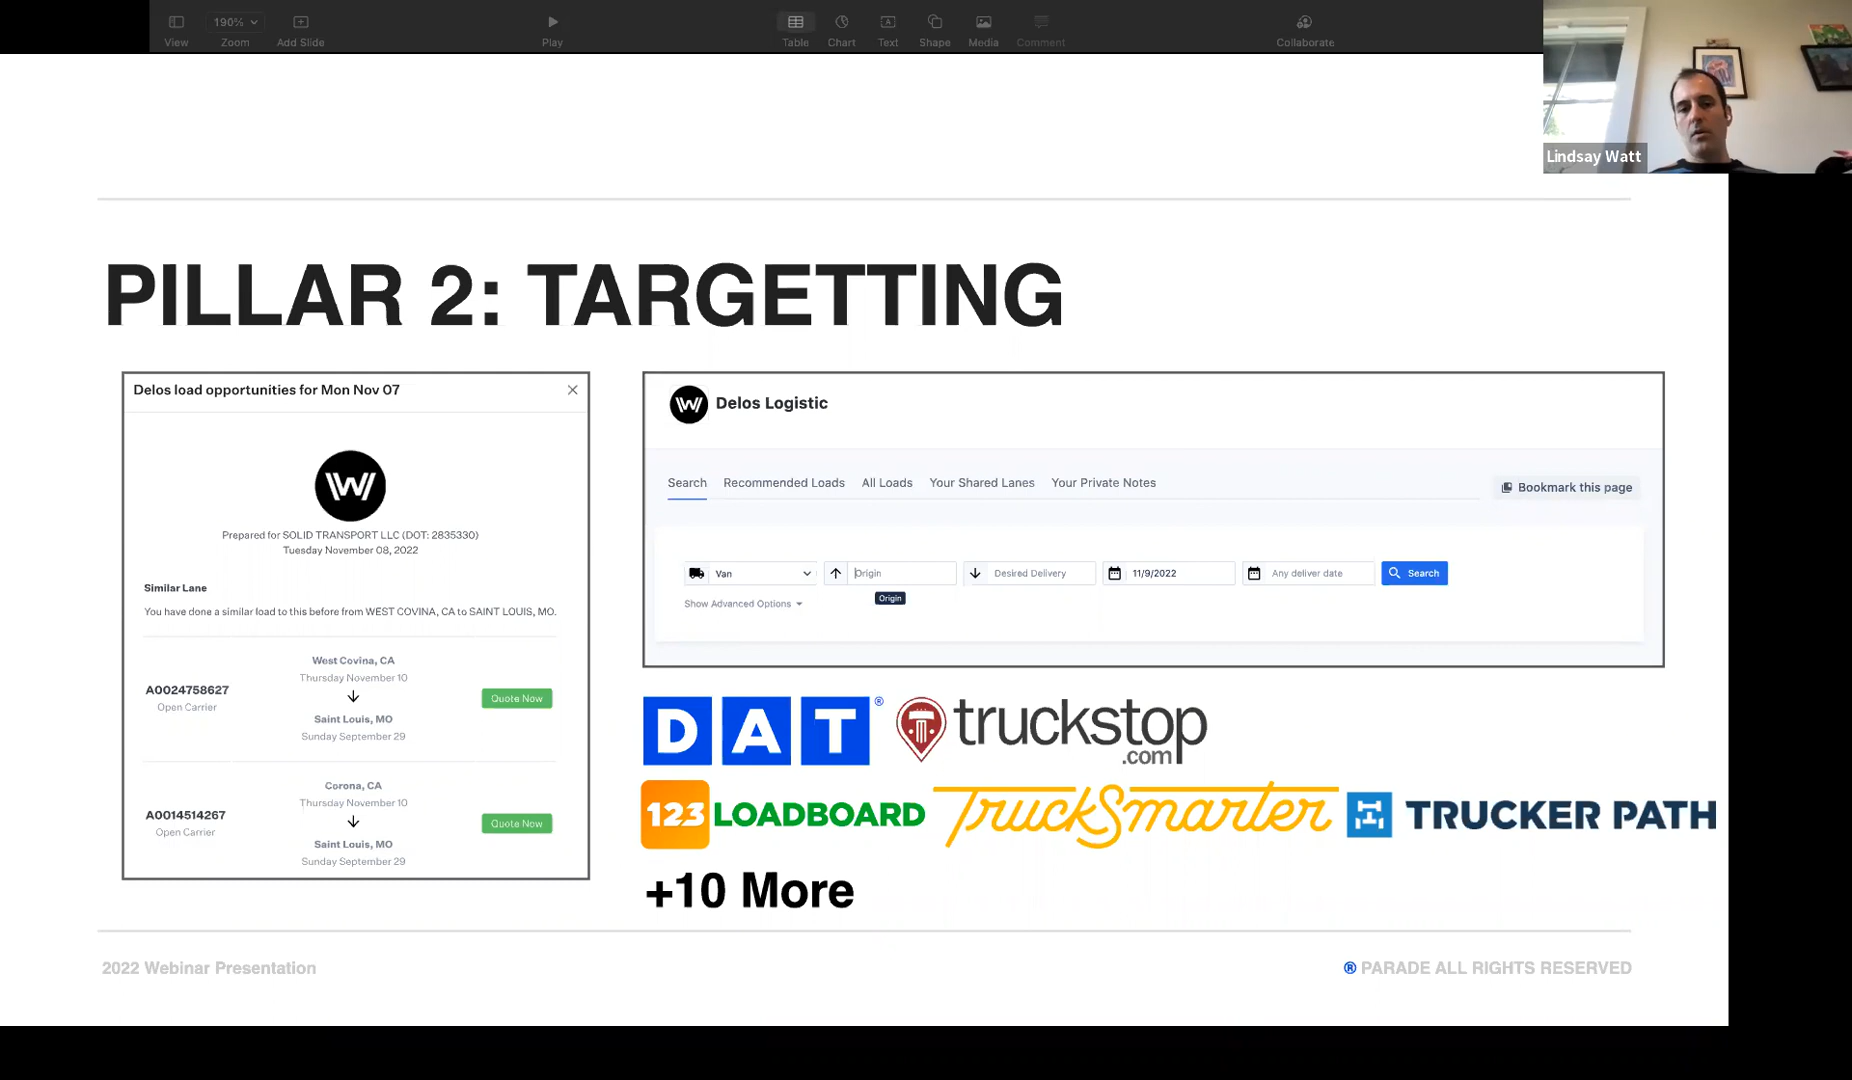 190%
View
Zoom
Add Slide
Play
Table
Chart
Text
Shape
Media
Comment
Collaborate
Lindsay Watt
PILLAR 2: TARGETTING
Delos load opportunities for Mon Nov 07
W
Prepared for SOLID TRANSPORT LLC (DOT: 2835330)
Tuesday November 08, 2022
Similar Lane
You have done a similar load to this before from WEST COVINA, CA to SAINT LOUIS, MO.
A0024758627
Open Carrier
West Covina, CA
Thursday November 10
Saint Louis, MO
Sunday September 29
Quote Now
A0014514267
Open Carrier
Corona, CA
Thursday November 10
Saint Louis, MO
Sunday September 29
Quote Now
W Delos Logistic
Search Recommended Loads All Loads Your Shared Lanes Your Private Notes
Bookmark this page
Van Origin Desired Delivery 11/9/2022 Any deliver date Search
Origin
Show Advanced Options
DAT®
truckstop
.com
123 LOADBOARD
TruckSmarter
TRUCKER PATH
+10 More
2022 Webinar Presentation
® PARADE ALL RIGHTS RESERVED